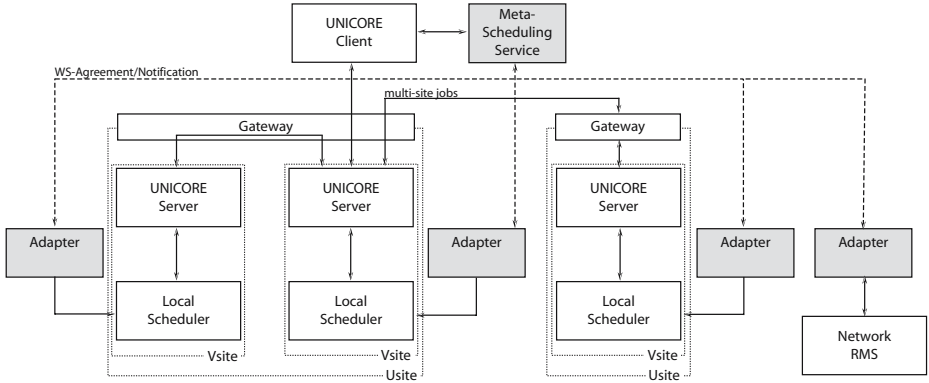 UNICORE
Client
Meta-
Scheduling
Service
WS-Agreement/Notification
multi-site jobs
Gateway
Gateway
UNICORE
Server
UNICORE
Server
UNICORE
Server
Adapter
Adapter
Adapter
Adapter
Local
Scheduler
Local
Scheduler
Local
Scheduler
Network
RMS
Vsite
Vsite
Vsite
Usite
Usite